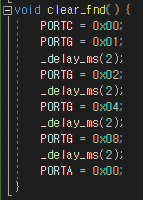 void clear_fnd() {
PORTC = 0x00;
PORTG = 0x01;
_delay_ms(2);
PORTG = 0x02;
_delay_ms(2);
PORTG = 0x04;
_delay_ms(2);
PORTG = 0x08;
_delay_ms(2);
PORTA = 0x00;
}